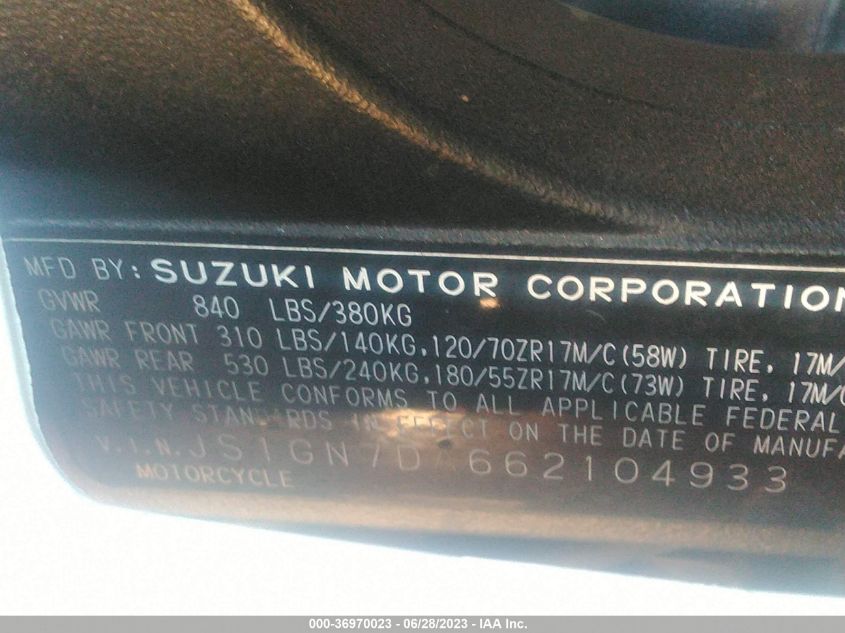 MFD BY: SUZUKI MOTOR CORPORATION
GVWR 840 LBS/380KG
GAWR FRONT 310 LBS/140KG, 120/70ZR17M/C(58W) TIRE, 17M/
GAWR REAR 530 LBS/240KG, 180/55ZR17M/C(73W) TIRE, 17M/C
THIS VEHICLE CONFORMS TO ALL APPLICABLE FEDERAL
SAFETY STANDARDS IN EFFECT ON THE DATE OF MANUFA
V.I.N. JS1GN7DA662104933
MOTORCYCLE
000-36970023 - 06/28/2023 - IAA Inc.